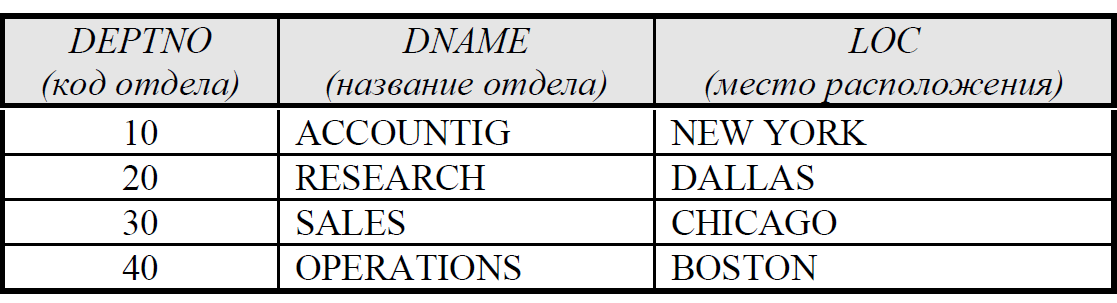 DEPTNO DNAME LOC
(код отдела) (название отдела) (место расположения)
10 ACCOUNTIG NEW YORK
20 RESEARCH DALLAS
30 SALES CHICAGO
40 OPERATIONS BOSTON